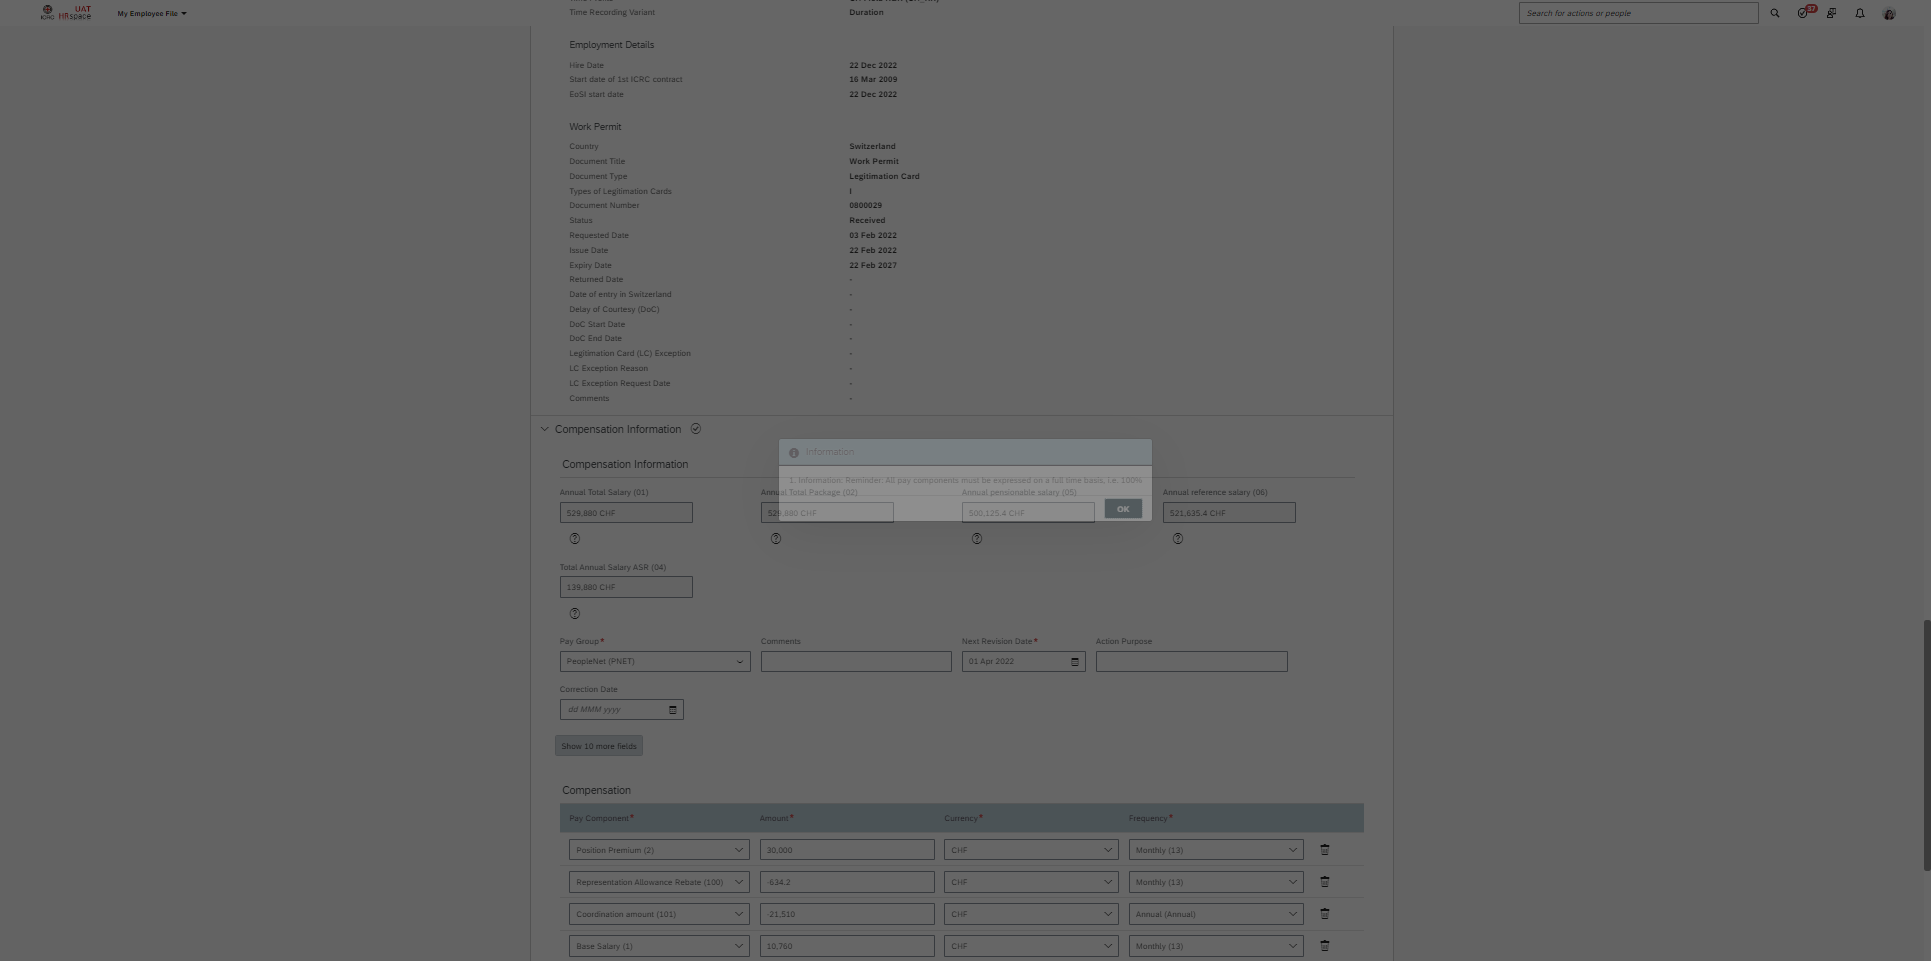 ICRC
UAT
HRspace
My Employee File
Search for actions or people
37
Time Recording Variant
Duration
Employment Details
Hire Date
22 Dec 2022
Start date of 1st ICRC contract
16 Mar 2009
EoSI start date
22 Dec 2022
Work Permit
Country
Switzerland
Document Title
Work Permit
Document Type
Legitimation Card
Types of Legitimation Cards
I
Document Number
0800029
Status
Received
Requested Date
03 Feb 2022
Issue Date
22 Feb 2022
Expiry Date
22 Feb 2027
Returned Date
-
Date of entry in Switzerland
-
Delay of Courtesy (DoC)
-
DoC Start Date
-
DoC End Date
-
Legitimation Card (LC) Exception
-
LC Exception Reason
-
LC Exception Request Date
-
Comments
-
Compensation Information
Information
1. Information: Reminder: All pay components must be expressed on a full time basis, i.e. 100%
OK
Compensation Information
Annual Total Salary (01)
Annual Total Package (02)
Annual pensionable salary (05)
Annual reference salary (06)
529,880 CHF
529,880 CHF
500,125.4 CHF
521,635.4 CHF
Total Annual Salary ASR (04)
139,880 CHF
Pay Group*
Comments
Next Revision Date*
Action Purpose
PeopleNet (PNET)
01 Apr 2022
Correction Date
dd MMM yyyy
Show 10 more fields
Compensation
Pay Component*
Amount*
Currency*
Frequency*
Position Premium (2)
30,000
CHF
Monthly (13)
Representation Allowance Rebate (100)
-634.2
CHF
Monthly (13)
Coordination amount (101)
-21,510
CHF
Annual (Annual)
Base Salary (1)
10,760
CHF
Monthly (13)